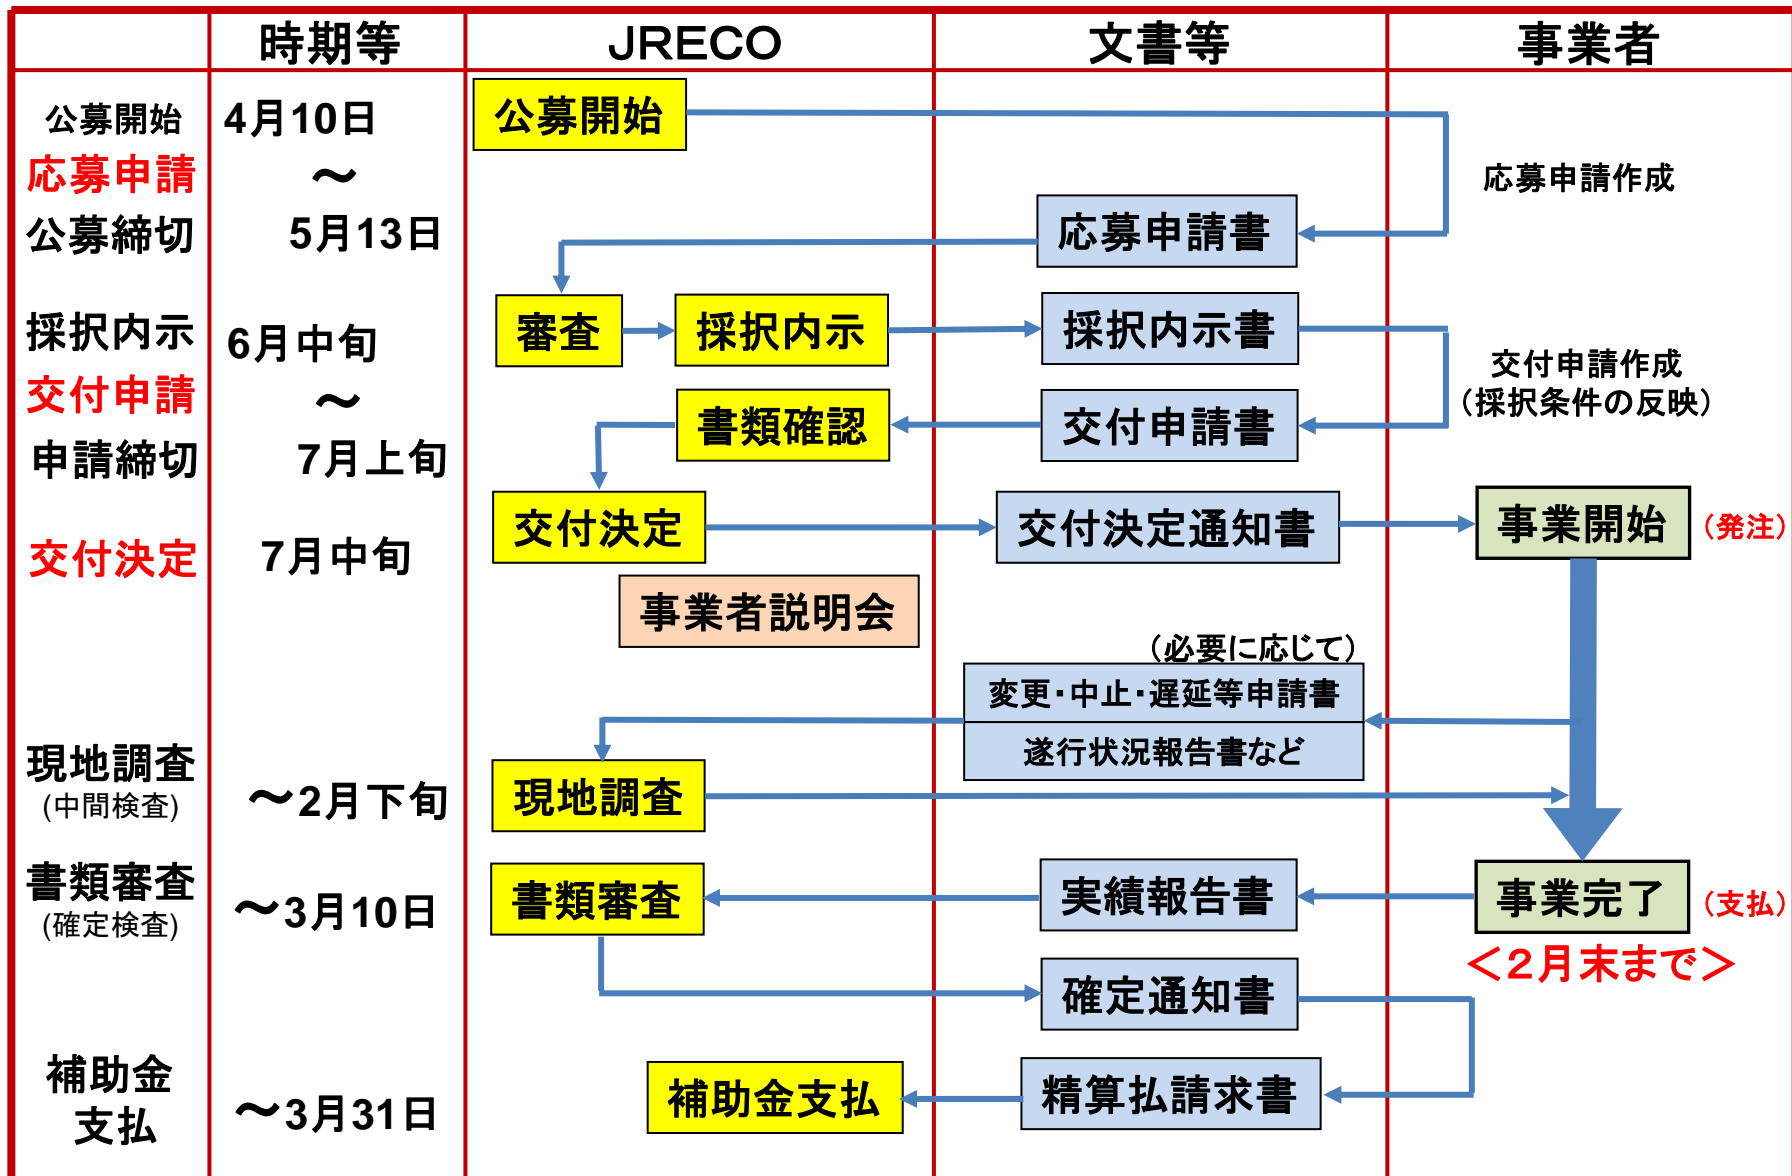 時期等
JRECO
文書等
事業者
公募開始
4月10日
公募開始
応募申請
～
応募申請作成
公募締切
5月13日
応募申請書
採択内示
6月中旬
審査
採択内示
採択内示書
交付申請作成
（採択条件の反映）
交付申請
～
書類確認
交付申請書
申請締切
7月上旬
交付決定
7月中旬
交付決定
交付決定通知書
事業開始
（発注）
事業者説明会
（必要に応じて）
変更・中止・遅延等申請書
遂行状況報告書など
現地調査
(中間検査)
～2月下旬
現地調査
書類審査
(確定検査)
～3月10日
書類審査
実績報告書
事業完了
（支払）
＜2月末まで＞
確定通知書
補助金
支払
～3月31日
補助金支払
精算払請求書